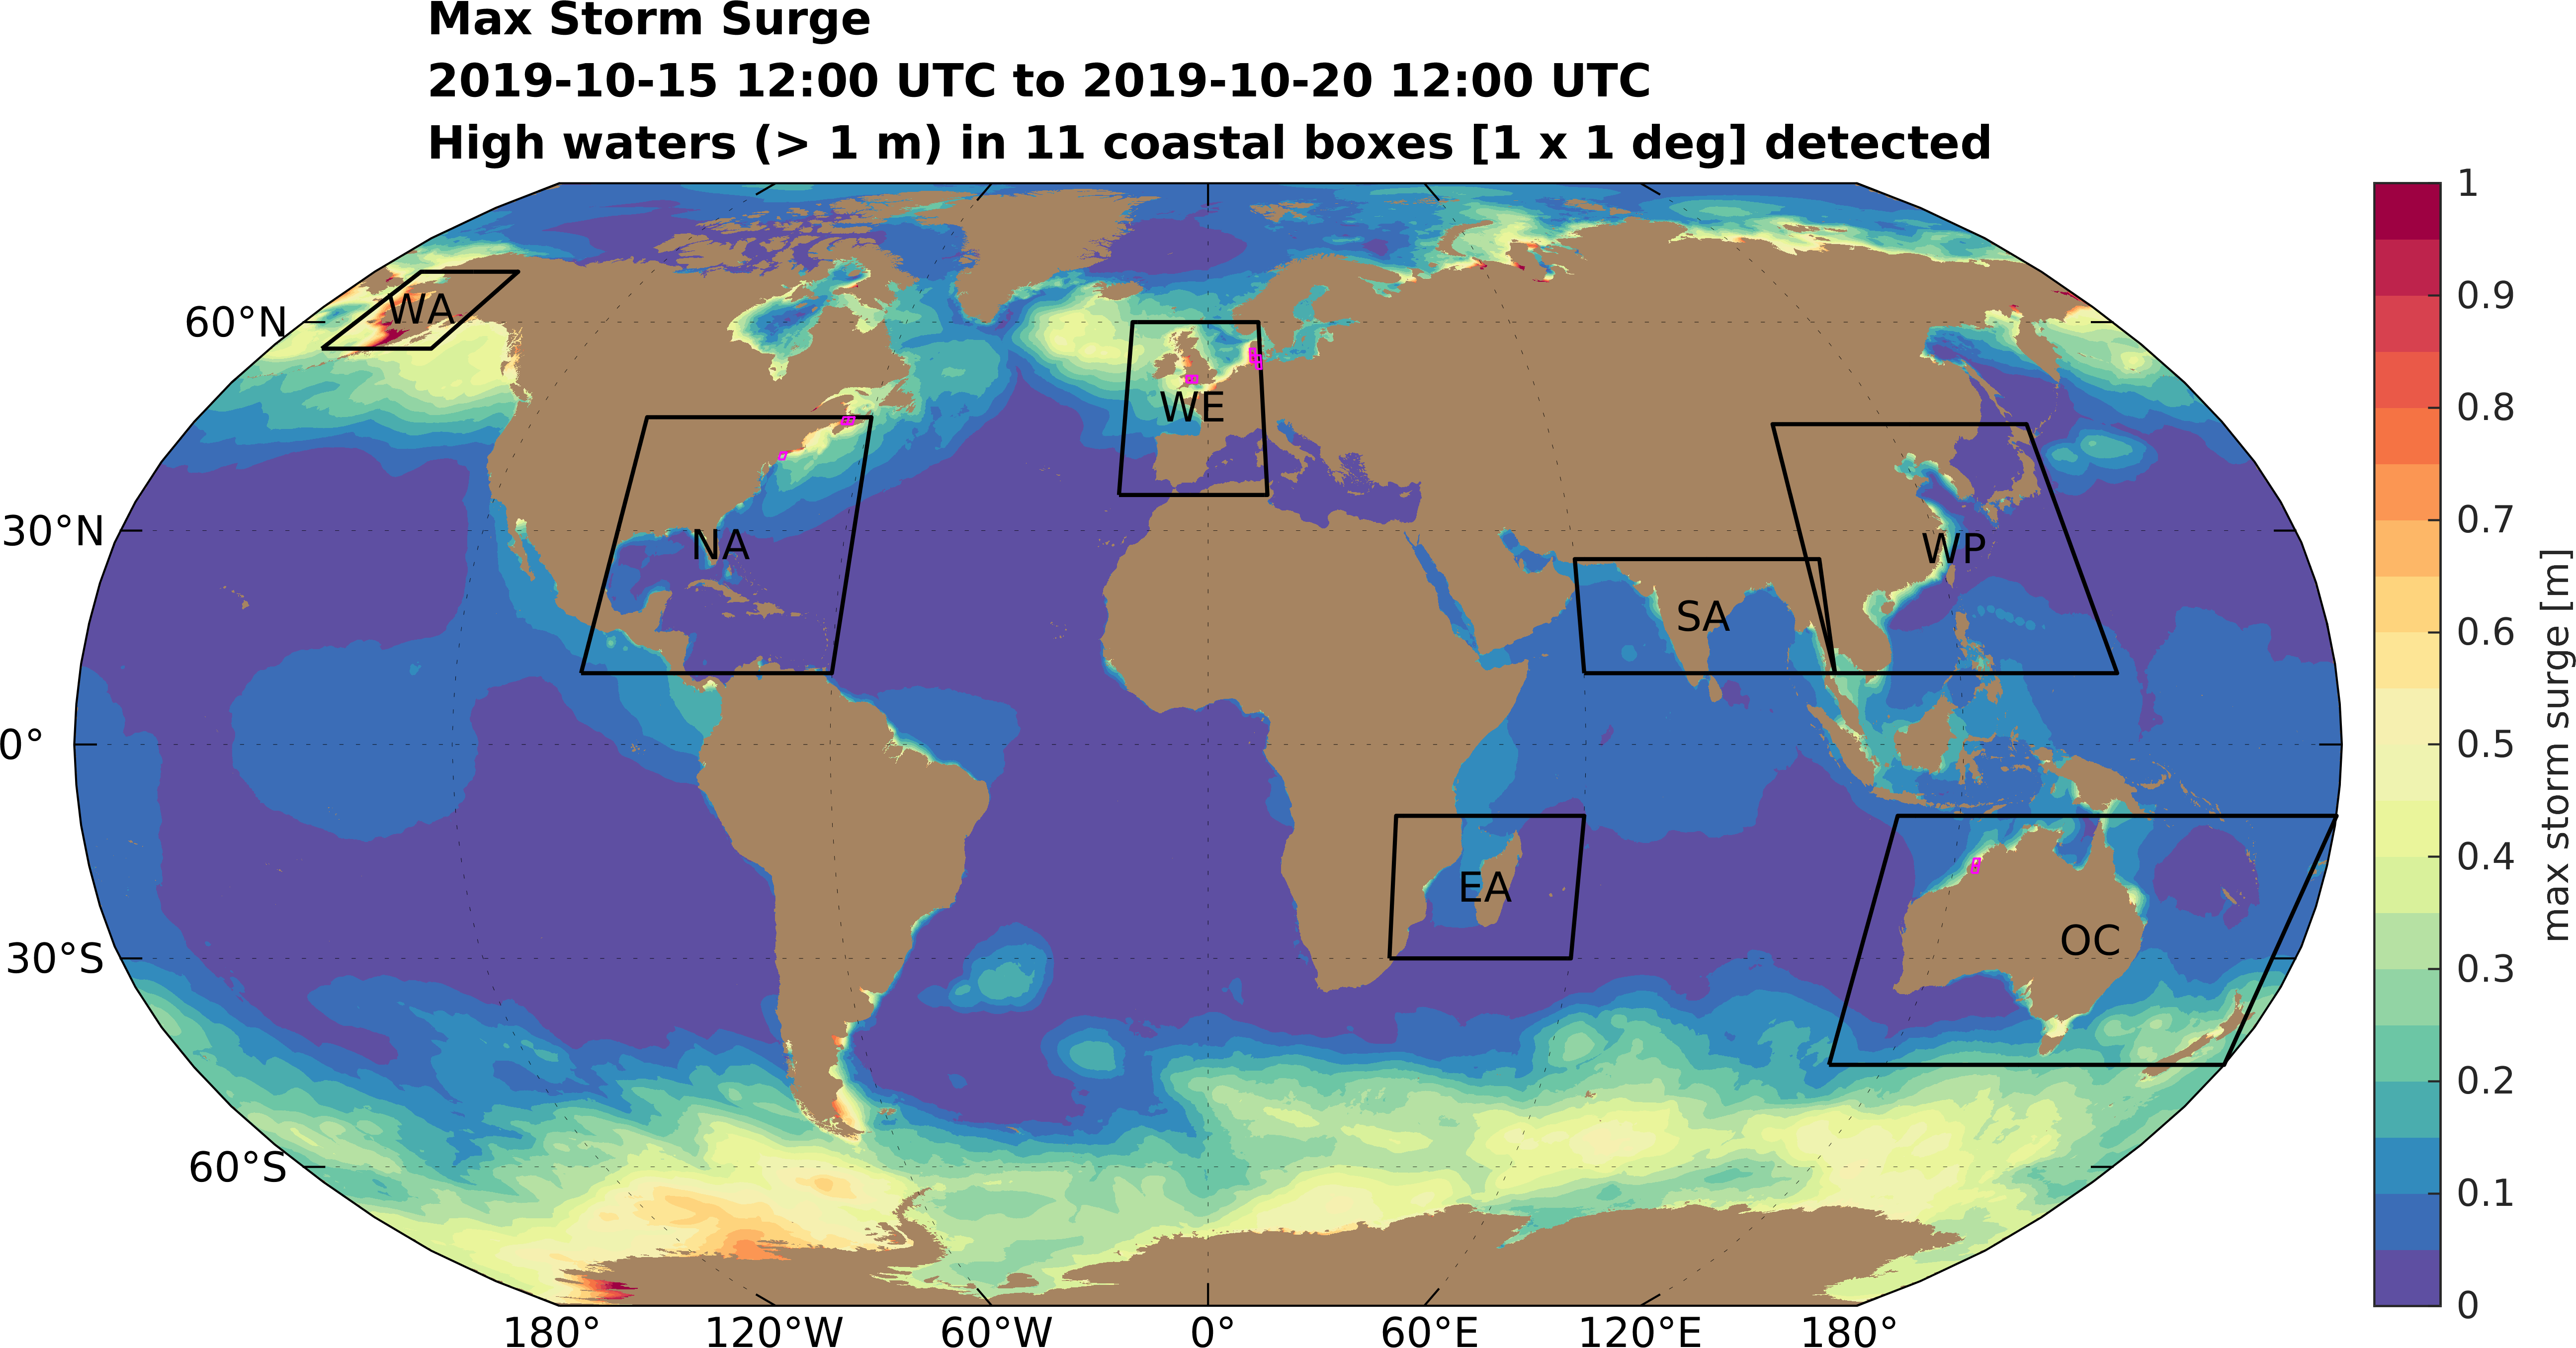 Max Storm Surge
2019-10-15 12:00 UTC to 2019-10-20 12:00 UTC
High waters (> 1 m) in 11 coastal boxes [1 x 1 deg] detected
60°N
30°N
0°
30°S
60°S
WA
NA
WE
SA
WP
EA
OC
180°
120°W
60°W
0°
60°E
120°E
180°
1
0.9
0.8
0.7
0.6
0.5
0.4
0.3
0.2
0.1
0
max storm surge [m]